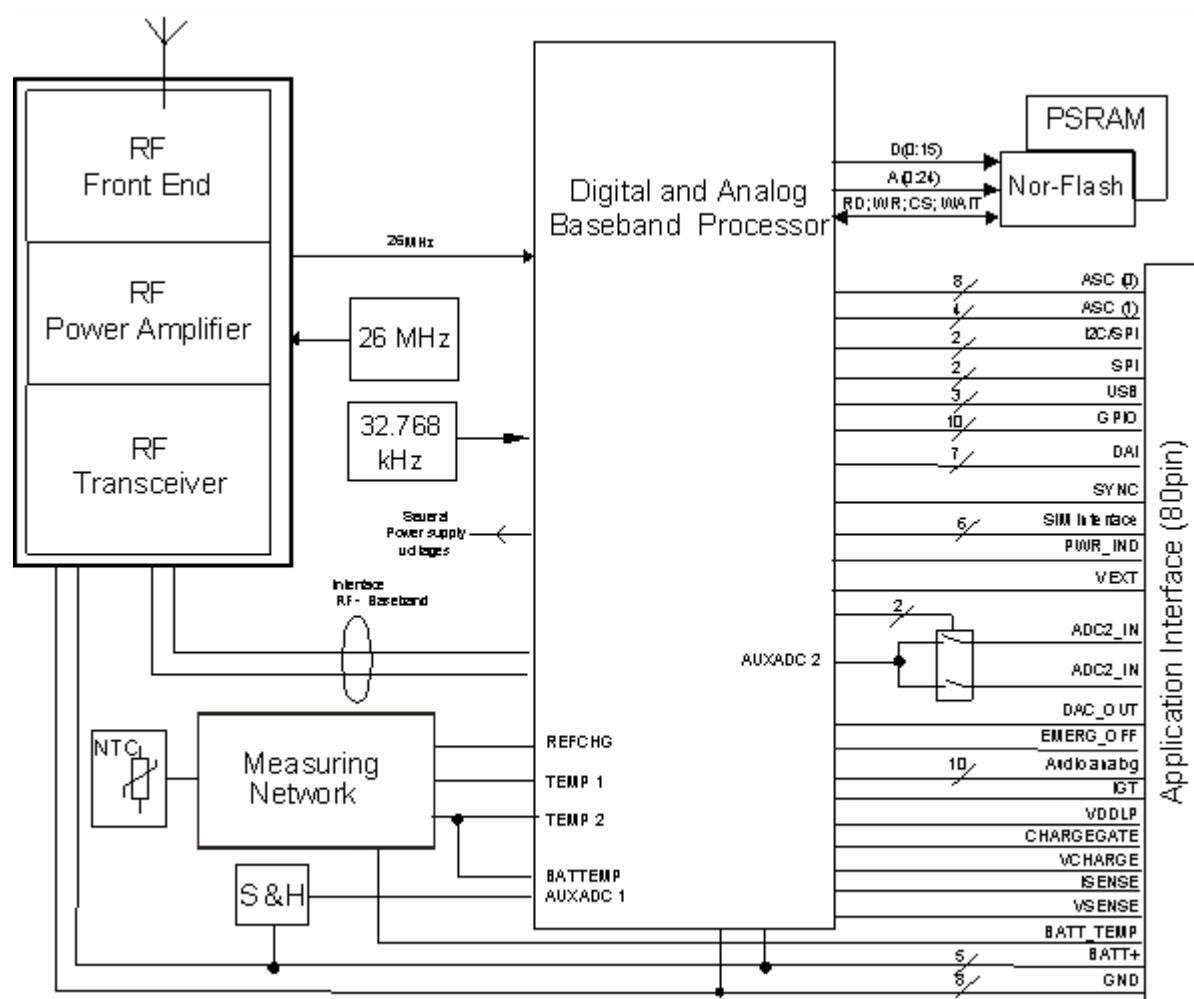 RF
Front End
RF
Power Amplifier
RF
Transceiver
26MHz
26 MHz
32.768
kHz
Several
Power supply
voltages
Interface
RF - Baseband
NTC
Measuring
Network
S&H
Digital and Analog
Baseband Processor
REFCHG
TEMP 1
TEMP 2
BATTEMP
AUXADC 1
AUXADC 2
PSRAM
Nor-Flash
D(0:15)
A(0:24)
RD; WR; CS; WAIT
8 ASC (0)
4 ASC (1)
2 I2C/SPI
2 SPI
3 USB
10 GPIO
7 DAI
SYNC
6 SIM Interface
PWR_IND
VEXT
2
ADC2_IN
ADC2_IN
DAC_OUT
EMERG_OFF
10 Audio analog
IGT
VDDLP
CHARGEGATE
VCHARGE
ISENSE
VSENSE
BATT_TEMP
5 BATT+
8 GND
Application Interface (80pin)